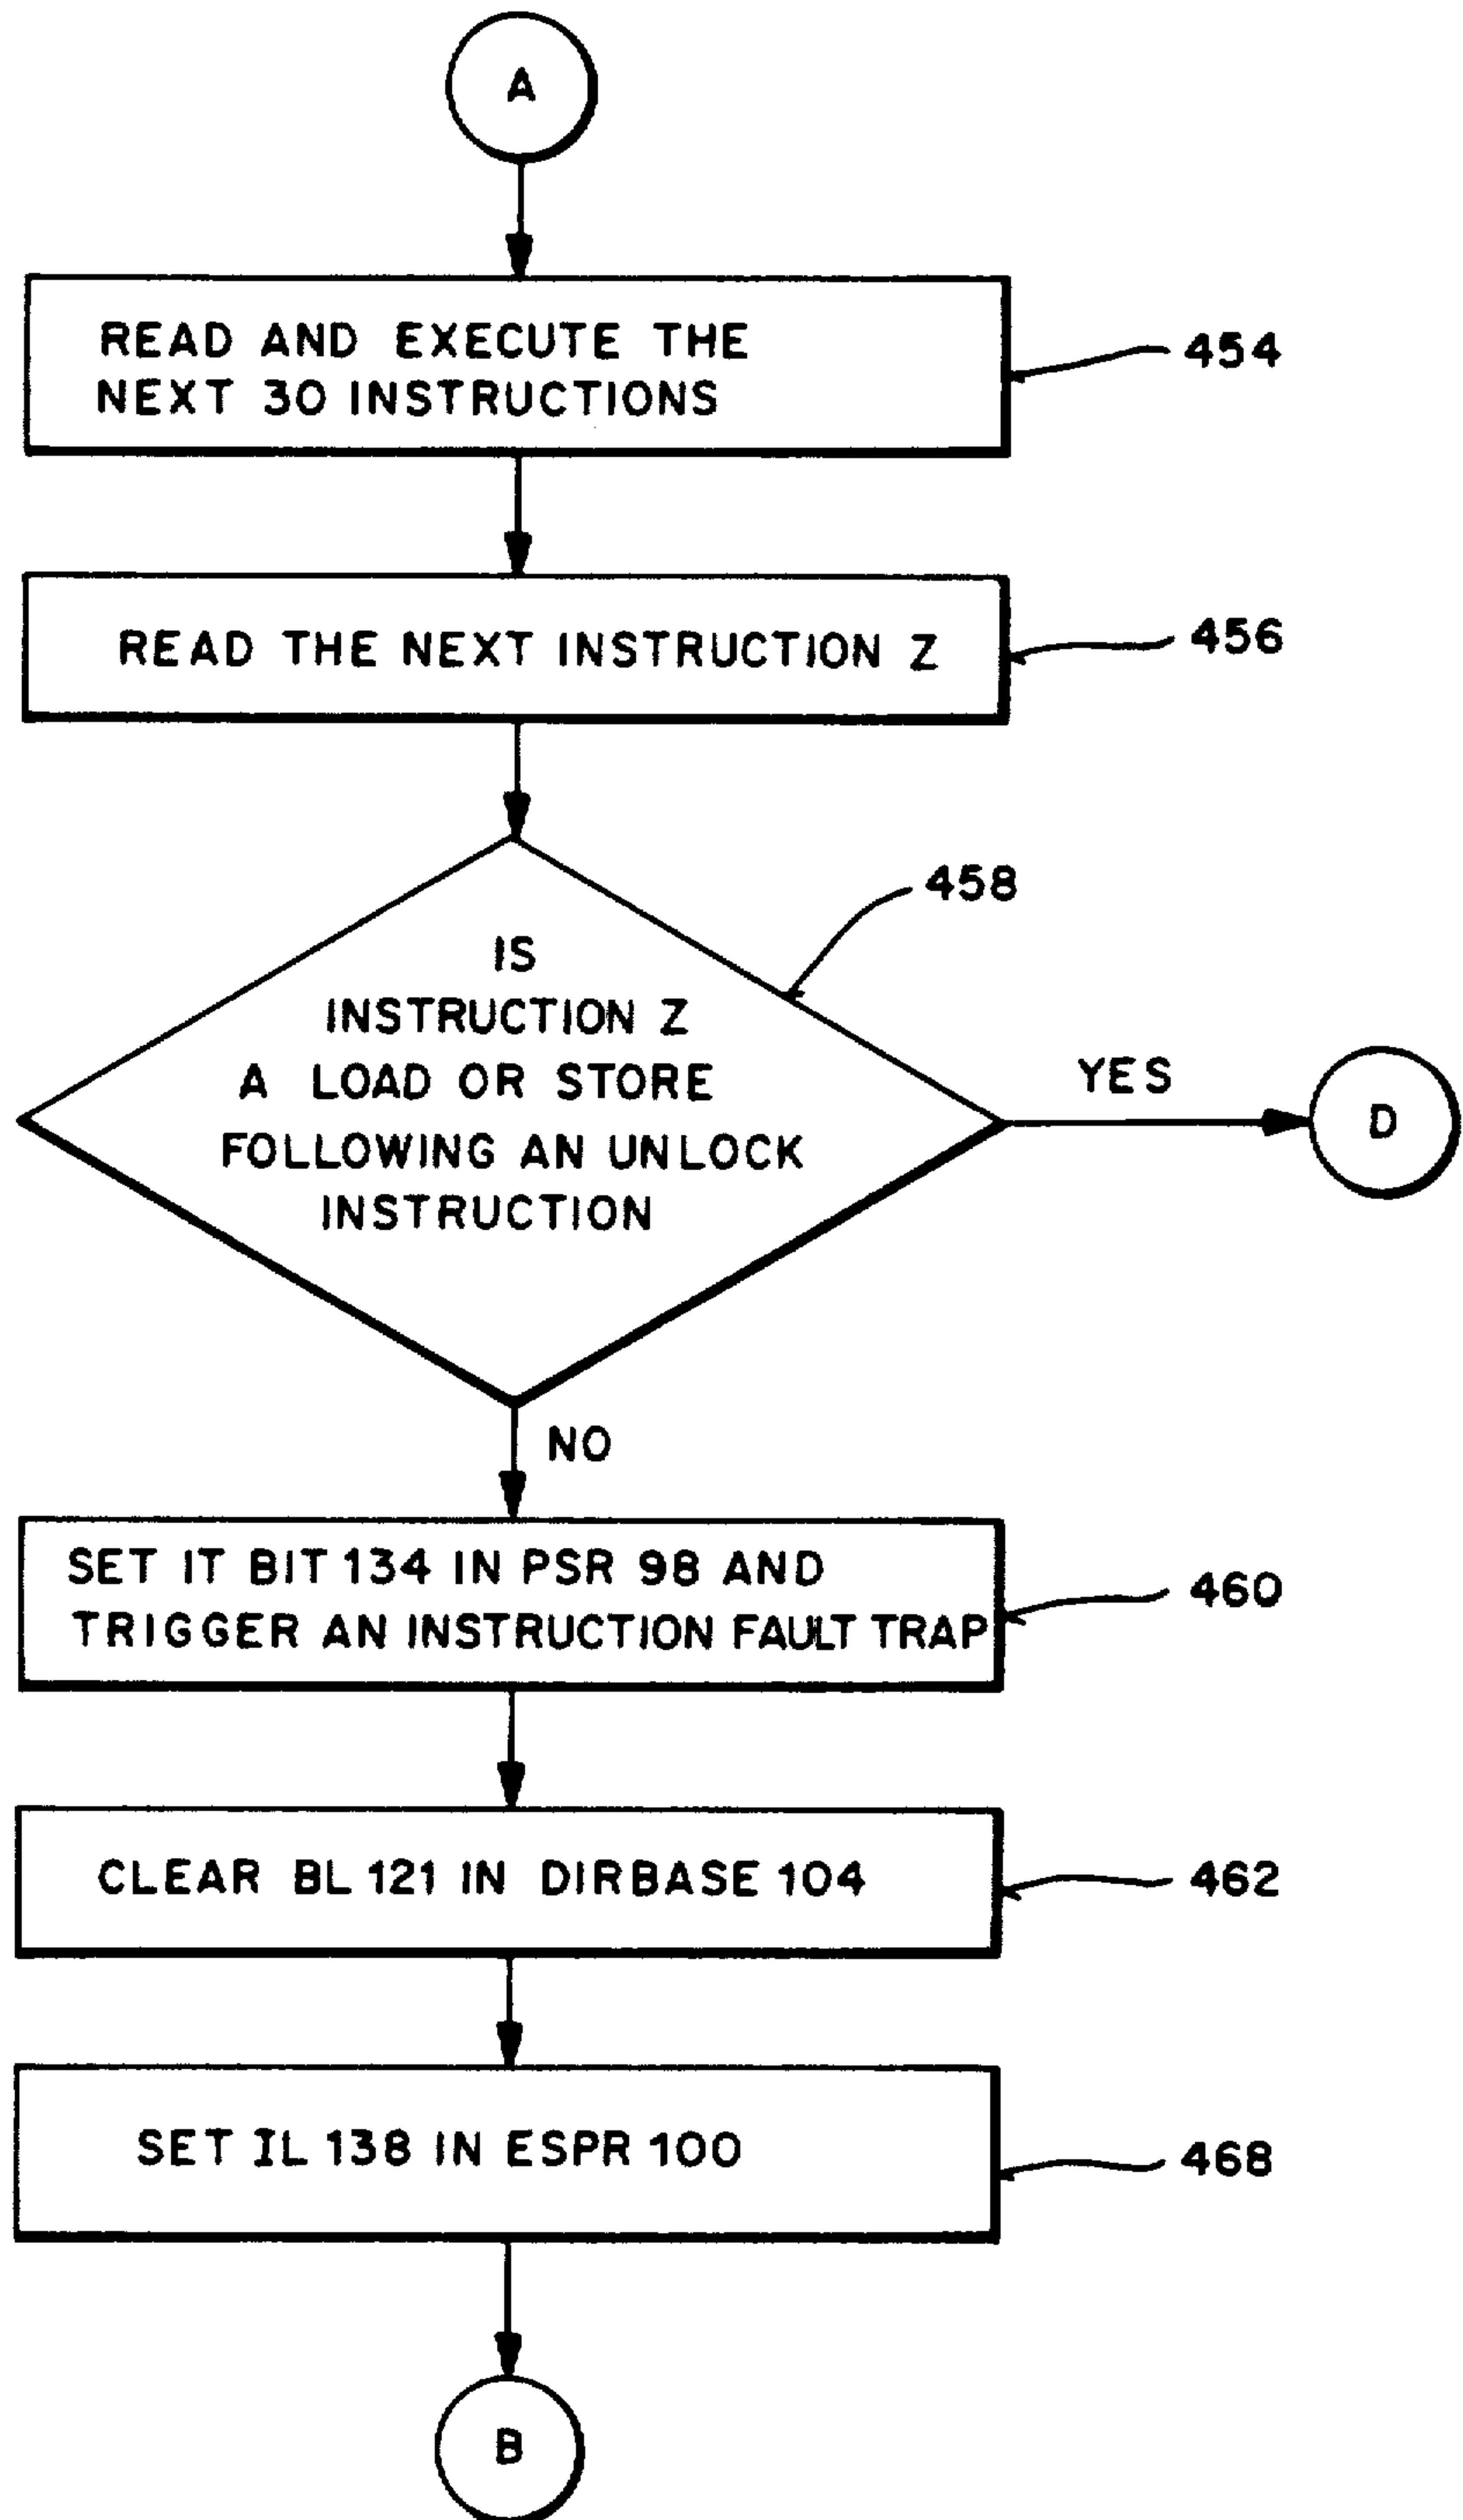 A
READ AND EXECUTE THE
NEXT 30 INSTRUCTIONS
454
READ THE NEXT INSTRUCTION Z
456
458
IS
INSTRUCTION Z
A LOAD OR STORE
FOLLOWING AN UNLOCK
INSTRUCTION
YES
D
NO
SET IT BIT 134 IN PSR 98 AND
TRIGGER AN INSTRUCTION FAULT TRAP
460
CLEAR BL 121 IN DIRBASE 104
462
SET IL 138 IN ESPR 100
468
B